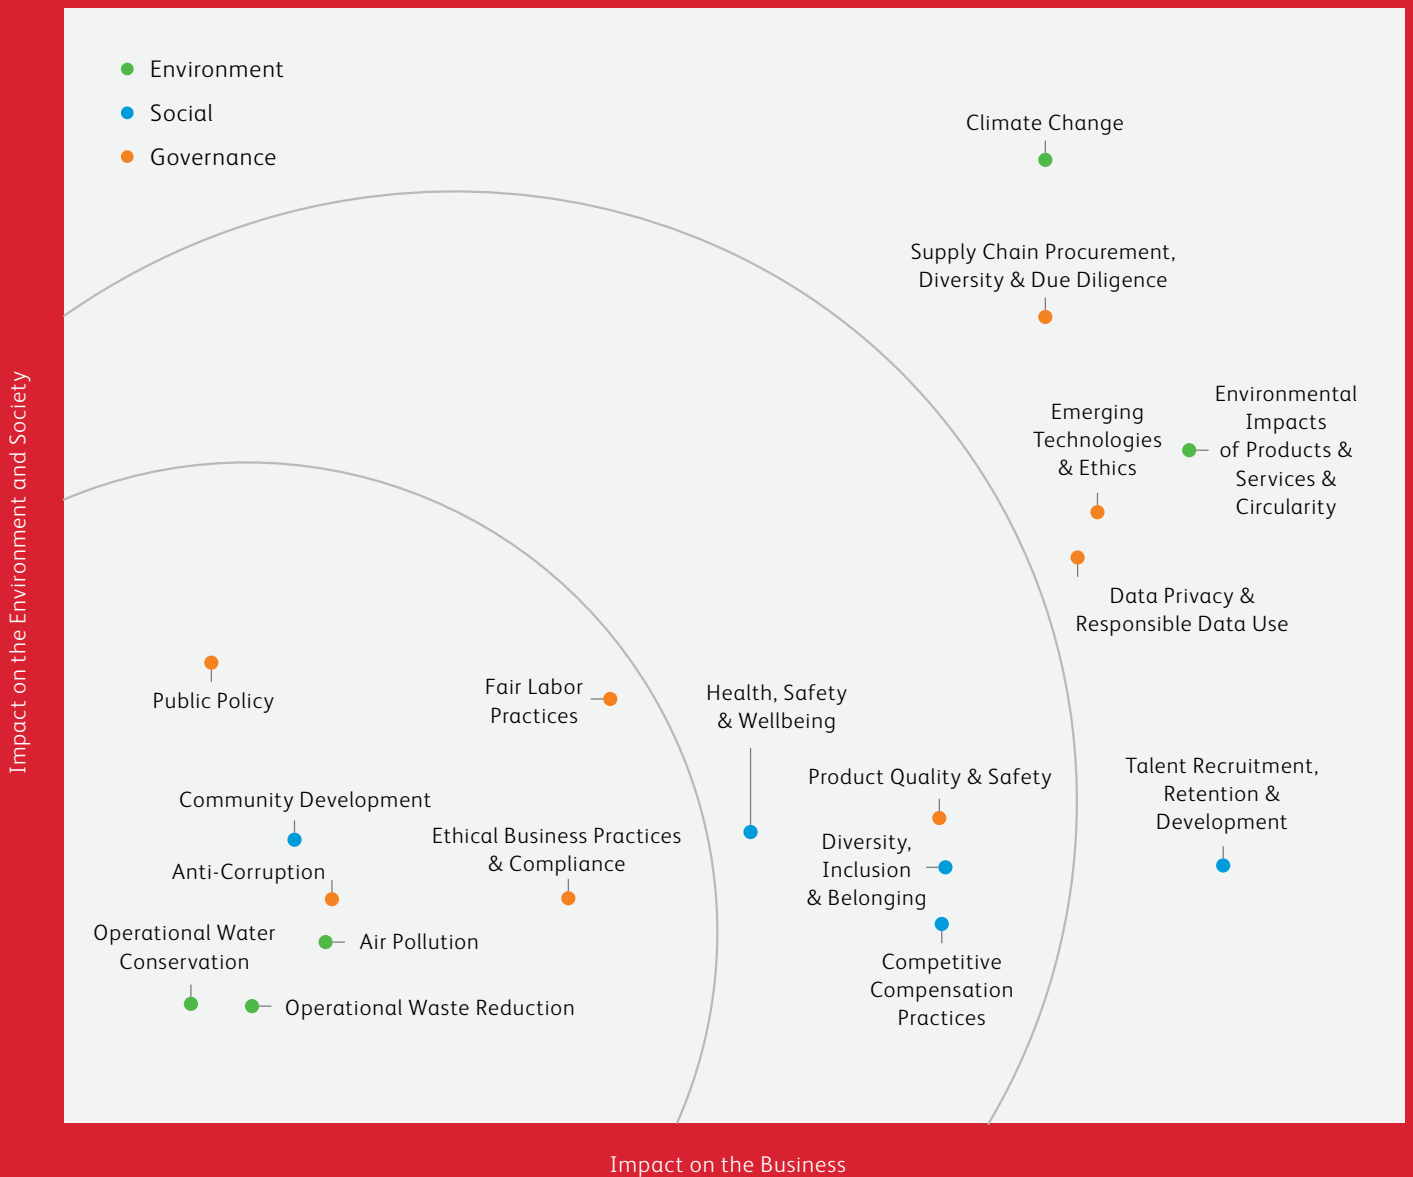 Environment
Social
Governance
Climate Change
Supply Chain Procurement,
Diversity & Due Diligence
Environmental
Impacts
of Products &
Services &
Circularity
Emerging
Technologies
& Ethics
Data Privacy &
Responsible Data Use
Impact on the Environment and Society
Public Policy
Fair Labor
Practices
Health, Safety
& Wellbeing
Product Quality & Safety
Talent Recruitment,
Retention &
Development
Community Development
Ethical Business Practices
& Compliance
Diversity,
Inclusion
& Belonging
Anti-Corruption
Operational Water
Conservation
Air Pollution
Competitive
Compensation
Practices
Operational Waste Reduction
Impact on the Business